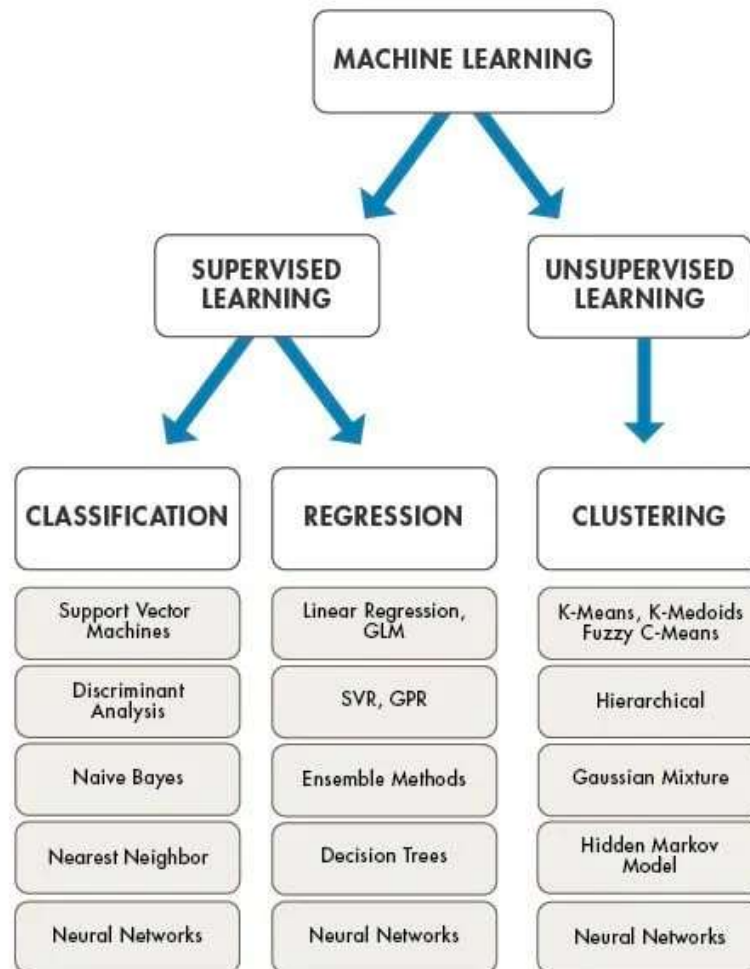 MACHINE LEARNING
SUPERVISED
LEARNING
UNSUPERVISED
LEARNING
CLASSIFICATION
REGRESSION
CLUSTERING
Support Vector
Machines
Linear Regression,
GLM
K-Means, K-Medoids
Fuzzy C-Means
Discriminant
Analysis
SVR, GPR
Hierarchical
Naive Bayes
Ensemble Methods
Gaussian Mixture
Nearest Neighbor
Decision Trees
Hidden Markov
Model
Neural Networks
Neural Networks
Neural Networks